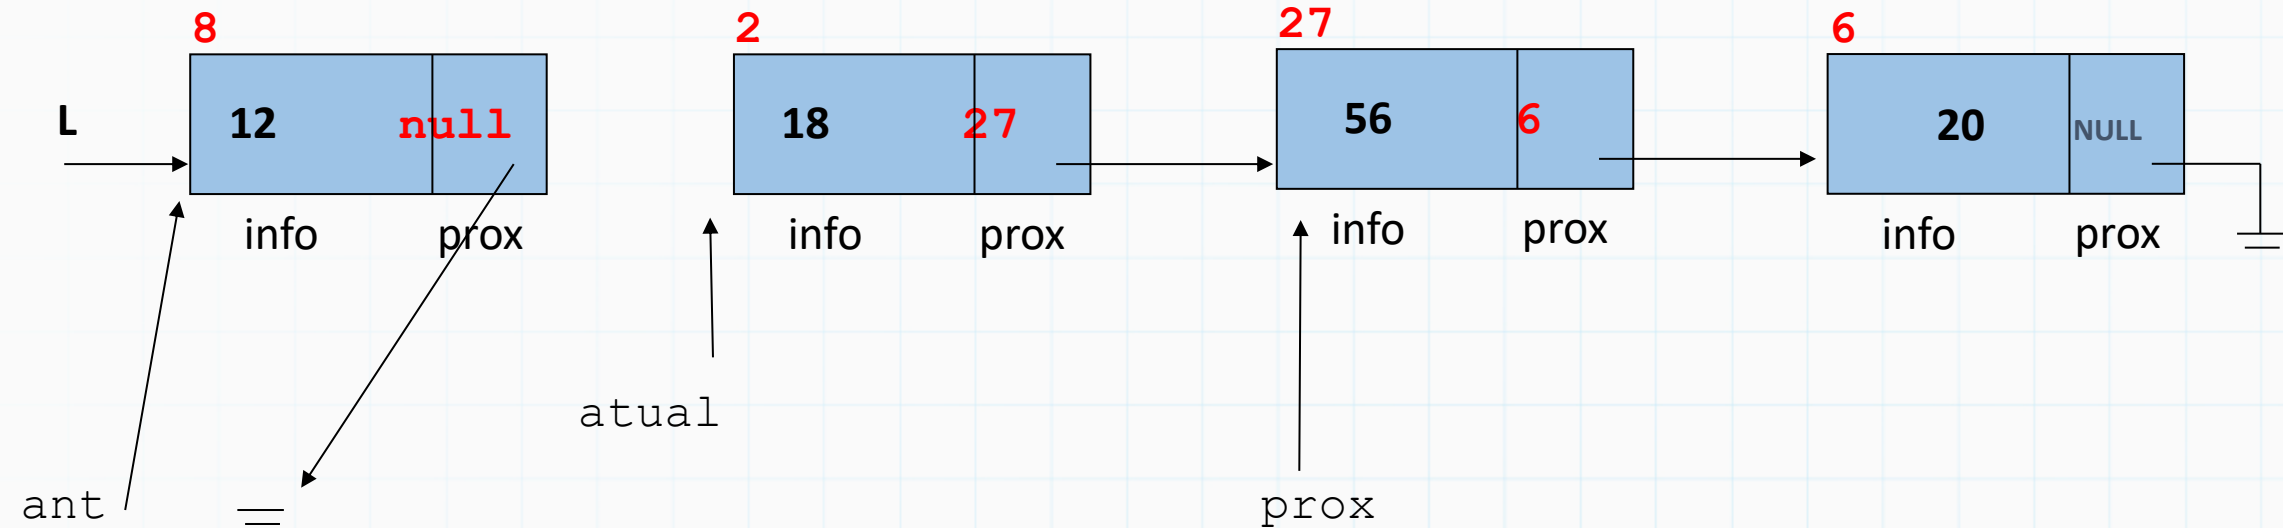 8 2 27 6
L 12 null 18 27 56 6 20 NULL
info prox info prox info prox info prox
atual
ant prox